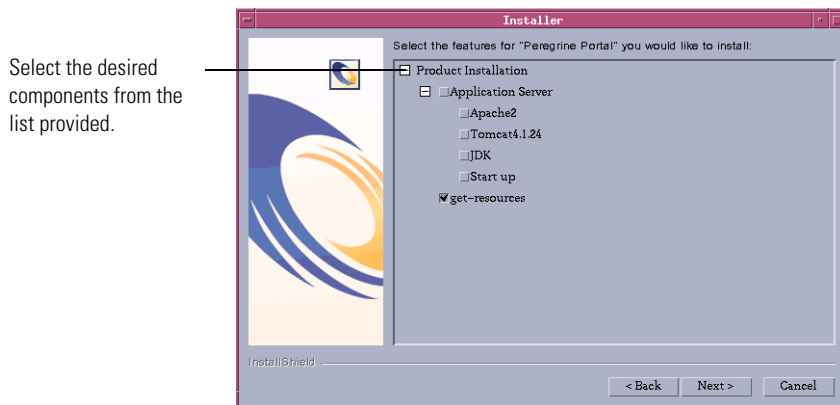 Installer
Select the desired
components from the
list provided.
Select the features for "Peregrine Portal" you would like to install:
Product Installation
Application Server
Apache2
Tomcat4.1.24
JDK
Start up
get-resources
InstallShield
< Back
Next >
Cancel